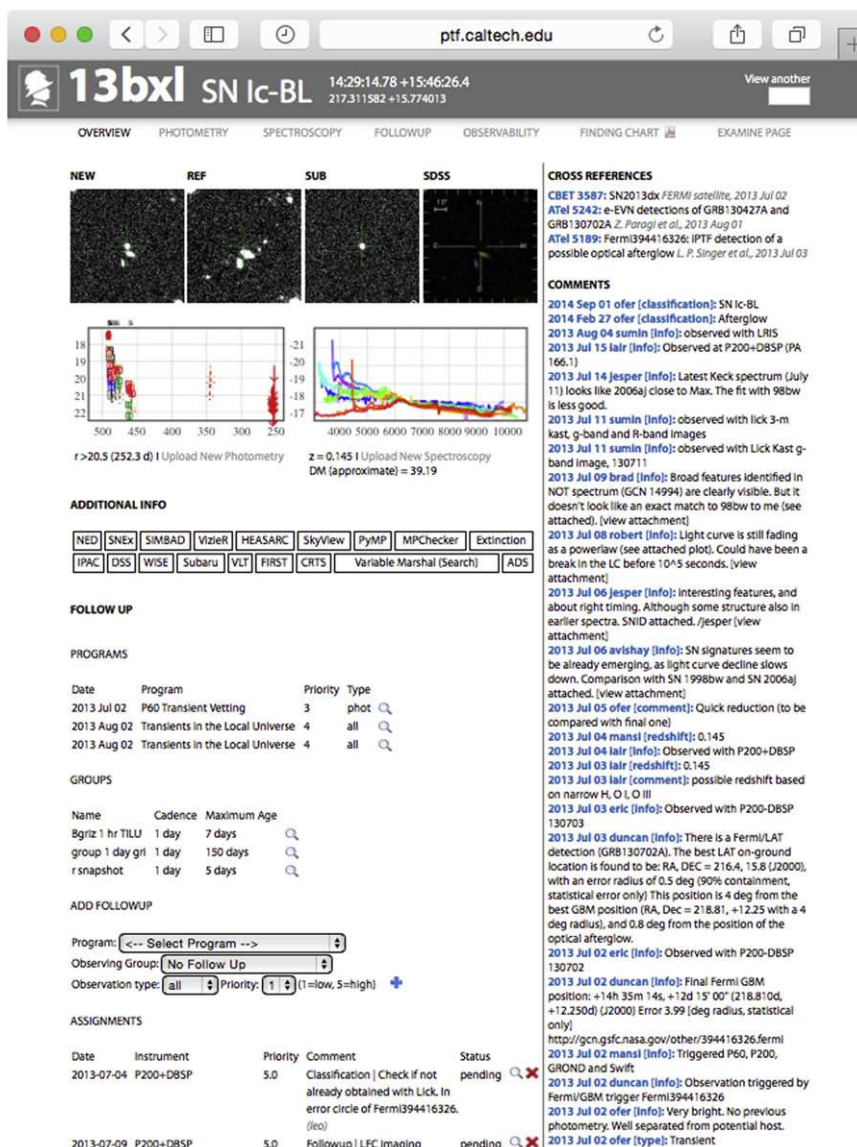 ptf.caltech.edu
13bxl SN Ic-BL
14:29:14.78 +15:46:26.4
217.311582 +15.774013
View another
OVERVIEW PHOTOMETRY SPECTROSCOPY FOLLOWUP OBSERVABILITY FINDING CHART EXAMINE PAGE
NEW REF SUB SDSS
18
19
20
21
22
500 450 400 350 300 250
-21
-20
-19
-18
-17
4000 5000 6000 7000 8000 9000 10000
r >20.5 (252.3 d) | Upload New Photometry
z = 0.145 | Upload New Spectroscopy
DM (approximate) = 39.19
ADDITIONAL INFO
NED SNEx SIMBAD VizieR HEASARC SkyView PyMP MPChecker Extinction
IPAC DSS WISE Subaru VLT FIRST CRTS Variable Marshal (Search) ADS
FOLLOW UP
PROGRAMS
Date Program Priority Type
2013 Jul 02 P60 Transient Vetting 3 phot
2013 Aug 02 Transients in the Local Universe 4 all
2013 Aug 02 Transients in the Local Universe 4 all
GROUPS
Name Cadence Maximum Age
Bgriz 1 hr TILU 1 day 7 days
group 1 day gri 1 day 150 days
r snapshot 1 day 5 days
ADD FOLLOWUP
Program: <-- Select Program -->
Observing Group: No Follow Up
Observation type: all Priority: 1 (1=low, 5=high)
ASSIGNMENTS
Date Instrument Priority Comment Status
2013-07-04 P200+DBSP 5.0 Classification | Check if not pending
already obtained with Lick. In
error circle of Fermi394416326.
(leo)
2013-07-09 P200+DBSP 5.0 Followup | LFC Imaging pending
CROSS REFERENCES
CBET 3587: SN2013dx FERMI satellite, 2013 Jul 02
ATel 5242: e-EVN detections of GRB130427A and
GRB130702A Z. Paragi et al., 2013 Aug 01
ATel 5189: Fermi394416326: iPTF detection of a
possible optical afterglow L. P. Singer et al., 2013 Jul 03
COMMENTS
2014 Sep 01 ofer [classification]: SN Ic-BL
2014 Feb 27 ofer [classification]: Afterglow
2013 Aug 04 sumin [info]: observed with LRIS
2013 Jul 15 iair [info]: Observed at P200+DBSP (PA
166.1)
2013 Jul 14 jesper [info]: Latest Keck spectrum (July
11) looks like 2006aj close to Max. The fit with 98bw
is less good.
2013 Jul 11 sumin [info]: observed with lick 3-m
kast, g-band and R-band images
2013 Jul 11 sumin [info]: observed with Lick Kast g-
band image, 130711
2013 Jul 09 brad [info]: Broad features identified in
NOT spectrum (GCN 14994) are clearly visible. But it
doesn't look like an exact match to 98bw to me (see
attached). [view attachment]
2013 Jul 08 robert [info]: Light curve is still fading
as a powerlaw (see attached plot). Could have been a
break in the LC before 10^5 seconds. [view
attachment]
2013 Jul 06 jesper [info]: interesting features, and
about right timing. Although some structure also in
earlier spectra. SNID attached. /jesper [view
attachment]
2013 Jul 06 avishay [info]: SN signatures seem to
be already emerging, as light curve decline slows
down. Comparison with SN 1998bw and SN 2006aj
attached. [view attachment]
2013 Jul 05 ofer [comment]: Quick reduction (to be
compared with final one)
2013 Jul 04 mansi [redshift]: 0.145
2013 Jul 04 iair [info]: Observed with P200+DBSP
2013 Jul 03 iair [redshift]: 0.145
2013 Jul 03 iair [comment]: possible redshift based
on narrow H, O I, O III
2013 Jul 03 eric [info]: Observed with P200-DBSP
130703
2013 Jul 03 duncan [info]: There is a Fermi/LAT
detection (GRB130702A). The best LAT on-ground
location is found to be: RA, DEC = 216.4, 15.8 (J2000),
with an error radius of 0.5 deg (90% containment,
statistical error only) This position is 4 deg from the
best GBM position (RA, Dec = 218.81, +12.25 with a 4
deg radius), and 0.8 deg from the position of the
optical afterglow.
2013 Jul 02 eric [info]: Observed with P200-DBSP
130702
2013 Jul 02 duncan [info]: Final Fermi GBM
position: +14h 35m 14s, +12d 15' 00" (218.810d,
+12.250d) (J2000) Error 3.99 [deg radius, statistical
only]
http://gcn.gsfc.nasa.gov/other/394416326.fermi
2013 Jul 02 mansi [info]: Triggered P60, P200,
GROND and Swift
2013 Jul 02 duncan [info]: Observation triggered by
Fermi/GBM trigger Fermi394416326
2013 Jul 02 ofer [info]: Very bright. No previous
photometry. Well separated from potential host.
2013 Jul 02 ofer [type]: Transient